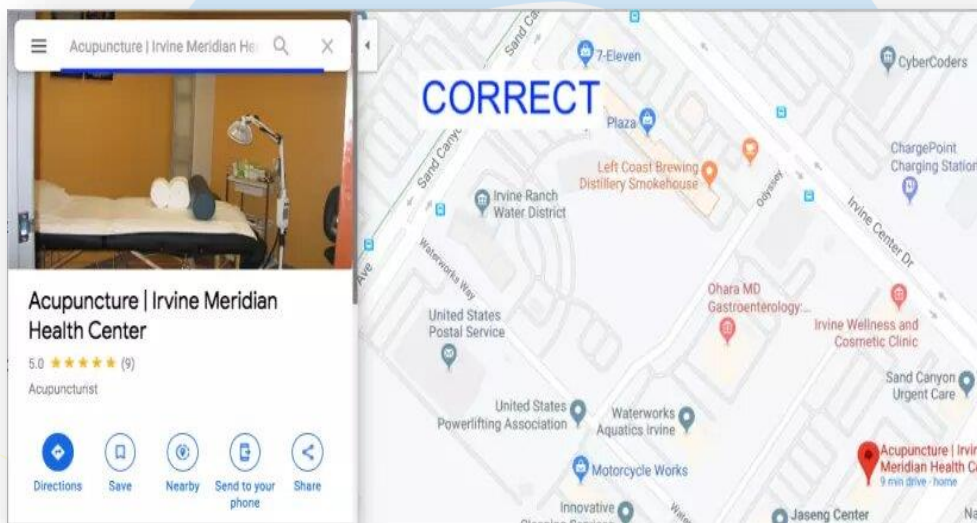 Acupuncture | Irvine Meridian He
Acupuncture | Irvine Meridian
Health Center
5.0 ★★★★★ (9)
Acupuncturist
Directions
Save
Nearby
Send to your
phone
Share
CORRECT
Sand Canyon
Ave
7-Eleven
Plaza
CyberCoders
ChargePoint
Charging Station
Left Coast Brewing
Distillery Smokehouse
Odyssey
Irvine Center Dr
Irvine Ranch
Water District
Waterworks Way
United States
Postal Service
Ohara MD
Gastroenterology:...
Irvine Wellness and
Cosmetic Clinic
Sand Canyon
Urgent Care
United States
Powerlifting Association
Waterworks
Aquatics Irvine
Motorcycle Works
Acupuncture | Irvin
Meridian Health C
9 min drive - home
Innovative
Jaseng Center